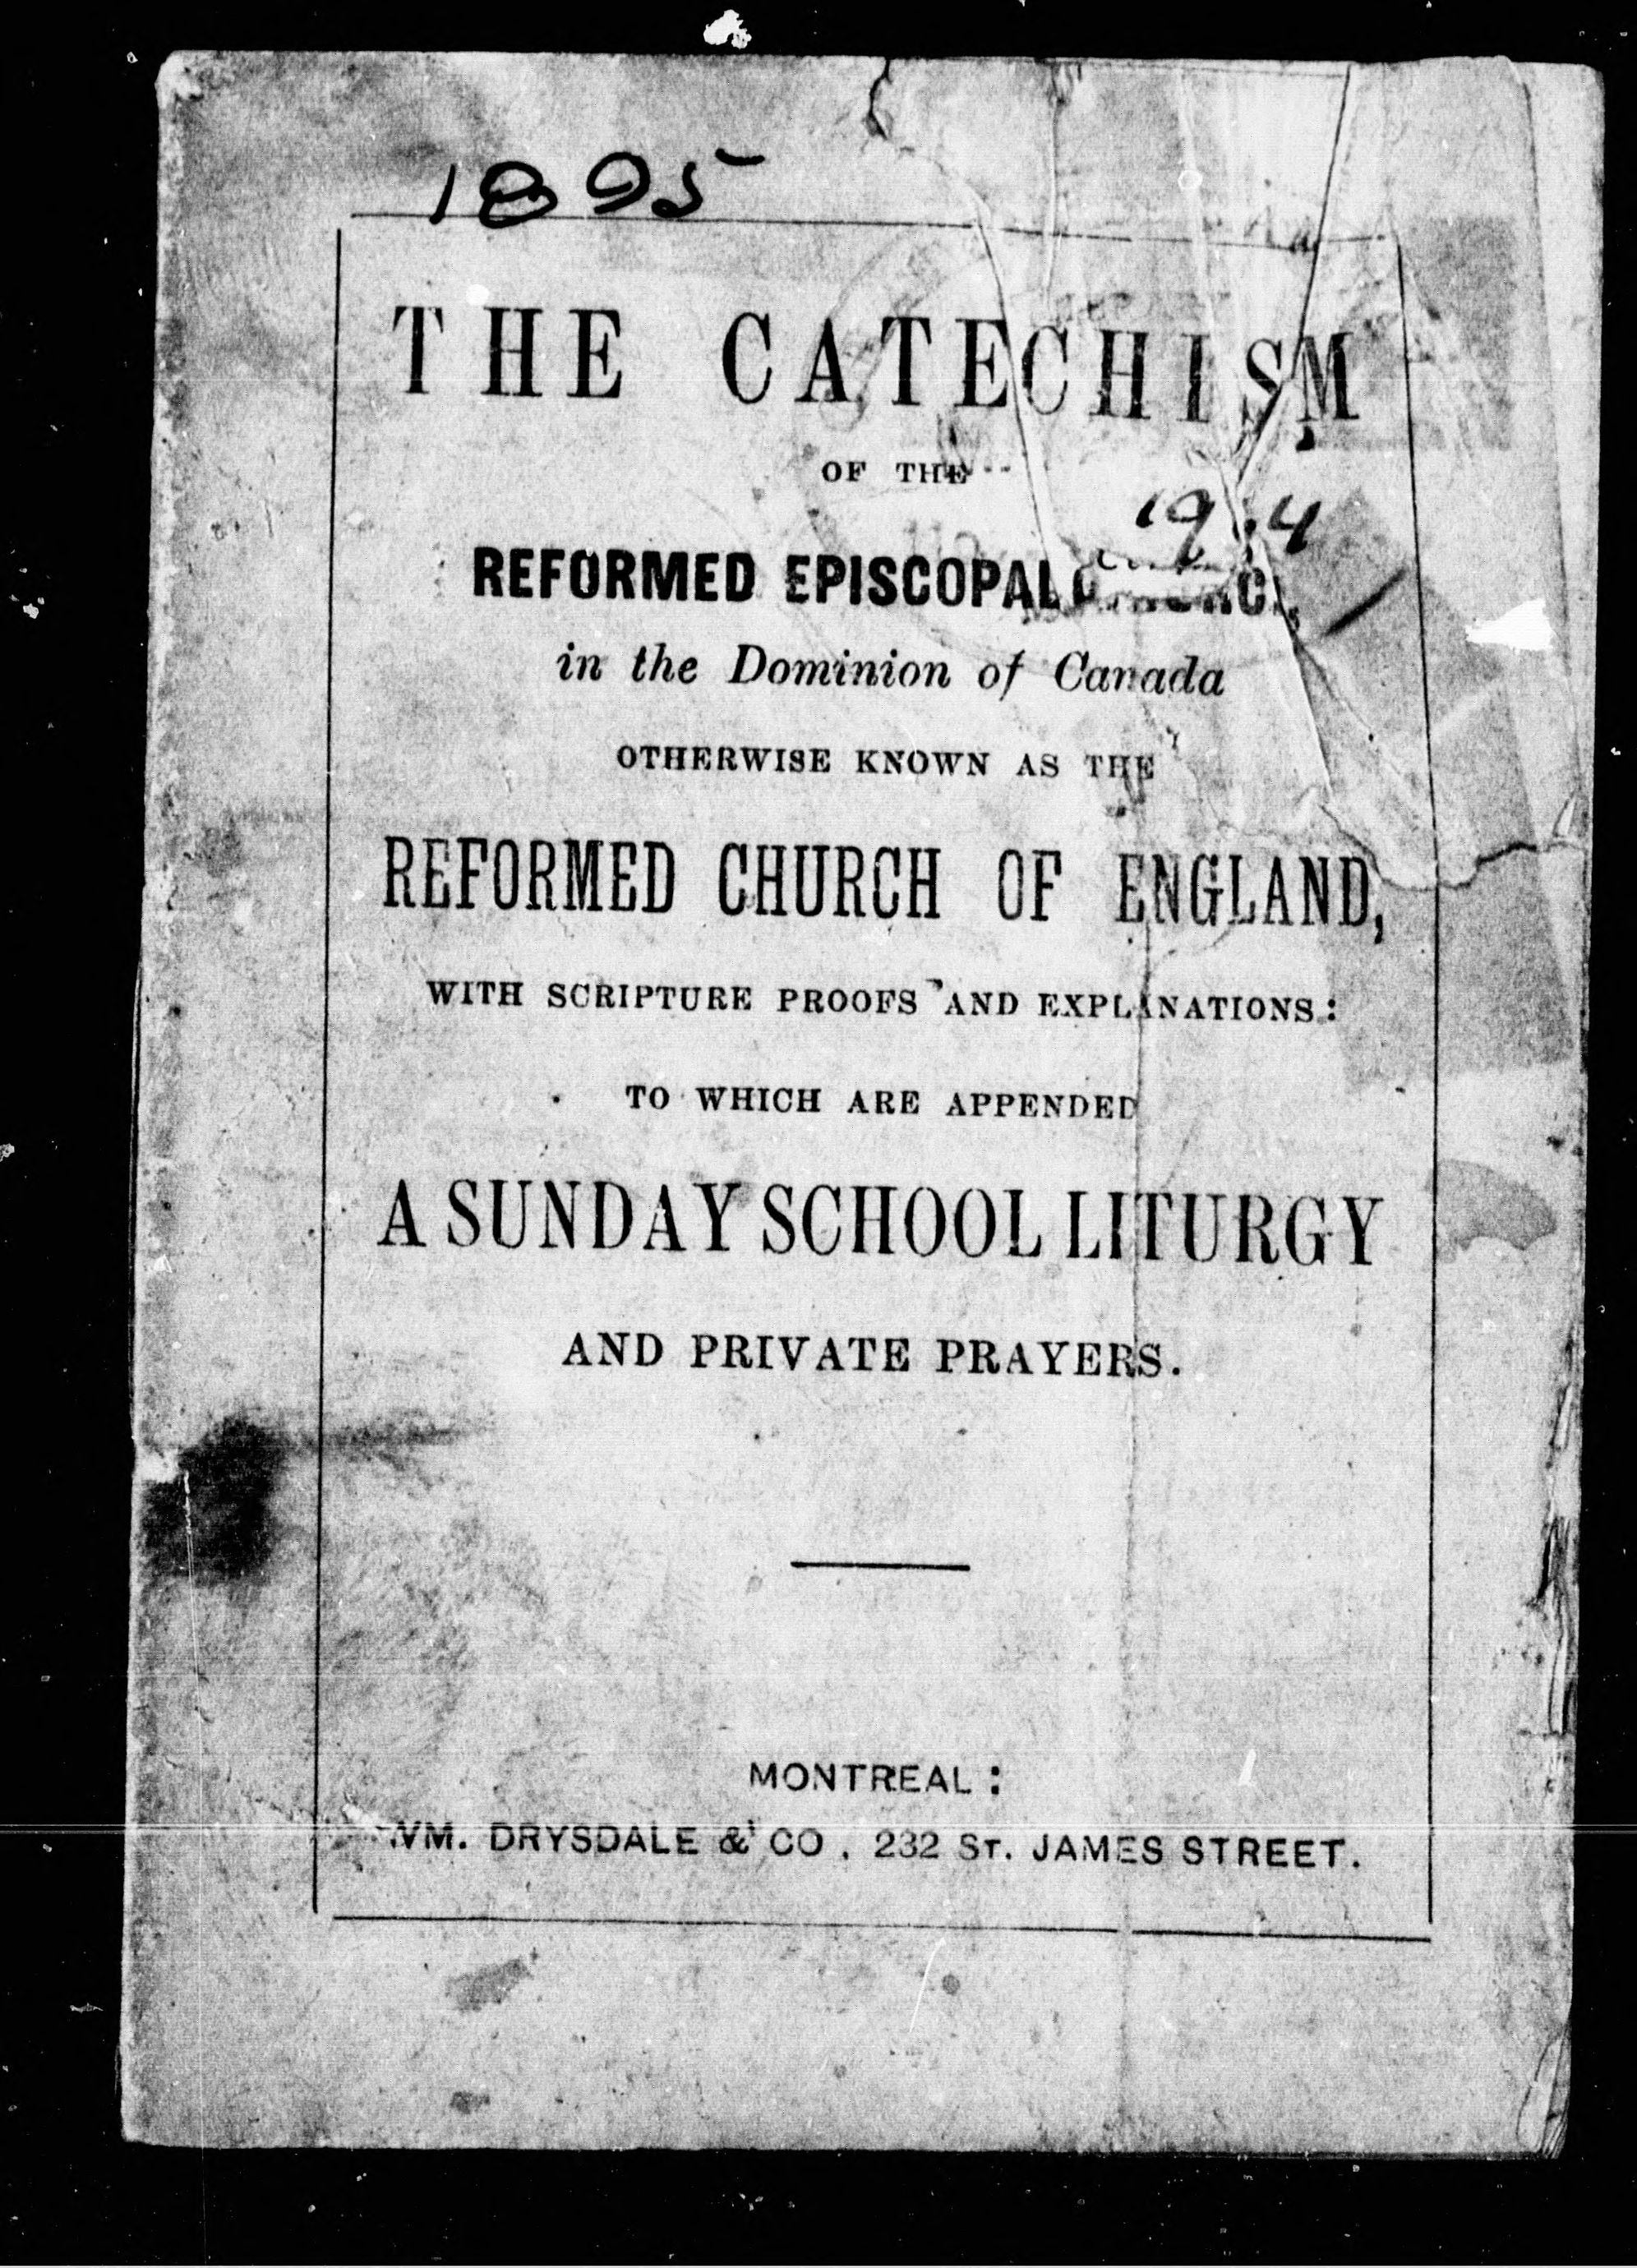 1895
THE CATECHISM
OF THE
19 4
REFORMED EPISCOPAL
in the Dominion of Canada
OTHERWISE KNOWN AS THE
REFORMED CHURCH OF ENGLAND,
WITH SCRIPTURE PROOFS AND EXPLANATIONS:
TO WHICH ARE APPENDED
A SUNDAY SCHOOL LITURGY
AND PRIVATE PRAYERS.
MONTREAL:
WM. DRYSDALE & CO. 232 ST. JAMES STREET.